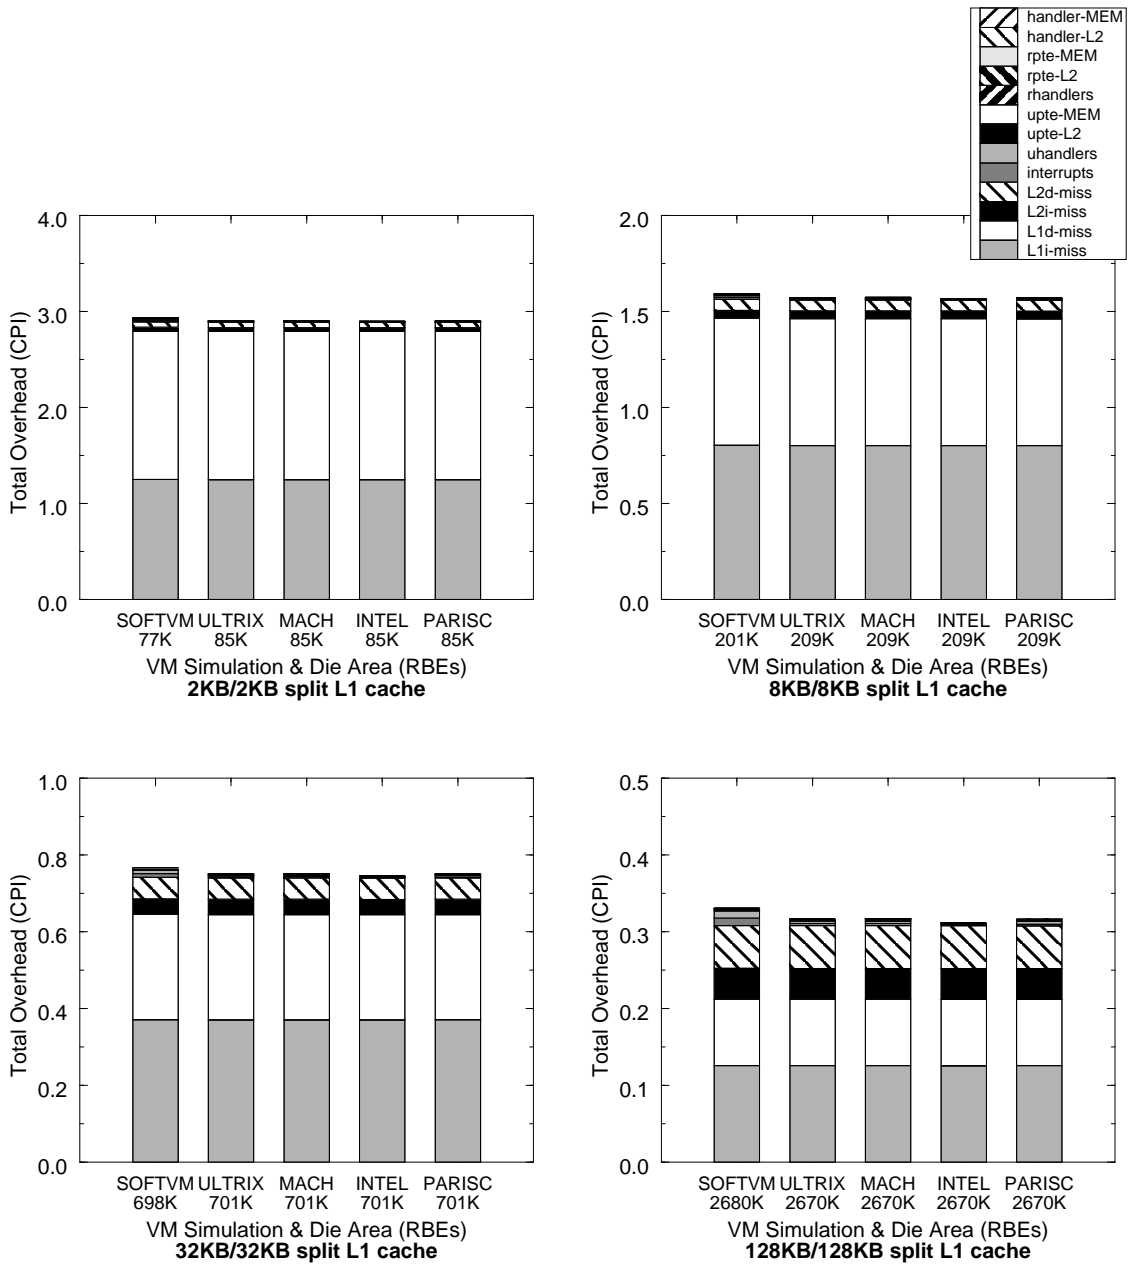 handler-MEM
handler-L2
rpte-MEM
rpte-L2
rhandlers
upte-MEM
upte-L2
uhandlers
interrupts
L2d-miss
L2i-miss
L1d-miss
L1i-miss
4.0
3.0
2.0
1.0
0.0
Total Overhead (CPI)
SOFTVM ULTRIX MACH INTEL PARISC
77K 85K 85K 85K 85K
VM Simulation & Die Area (RBEs)
2KB/2KB split L1 cache
2.0
1.5
1.0
0.5
0.0
Total Overhead (CPI)
SOFTVM ULTRIX MACH INTEL PARISC
201K 209K 209K 209K 209K
VM Simulation & Die Area (RBEs)
8KB/8KB split L1 cache
1.0
0.8
0.6
0.4
0.2
0.0
Total Overhead (CPI)
SOFTVM ULTRIX MACH INTEL PARISC
698K 701K 701K 701K 701K
VM Simulation & Die Area (RBEs)
32KB/32KB split L1 cache
0.5
0.4
0.3
0.2
0.1
0.0
Total Overhead (CPI)
SOFTVM ULTRIX MACH INTEL PARISC
2680K 2670K 2670K 2670K 2670K
VM Simulation & Die Area (RBEs)
128KB/128KB split L1 cache